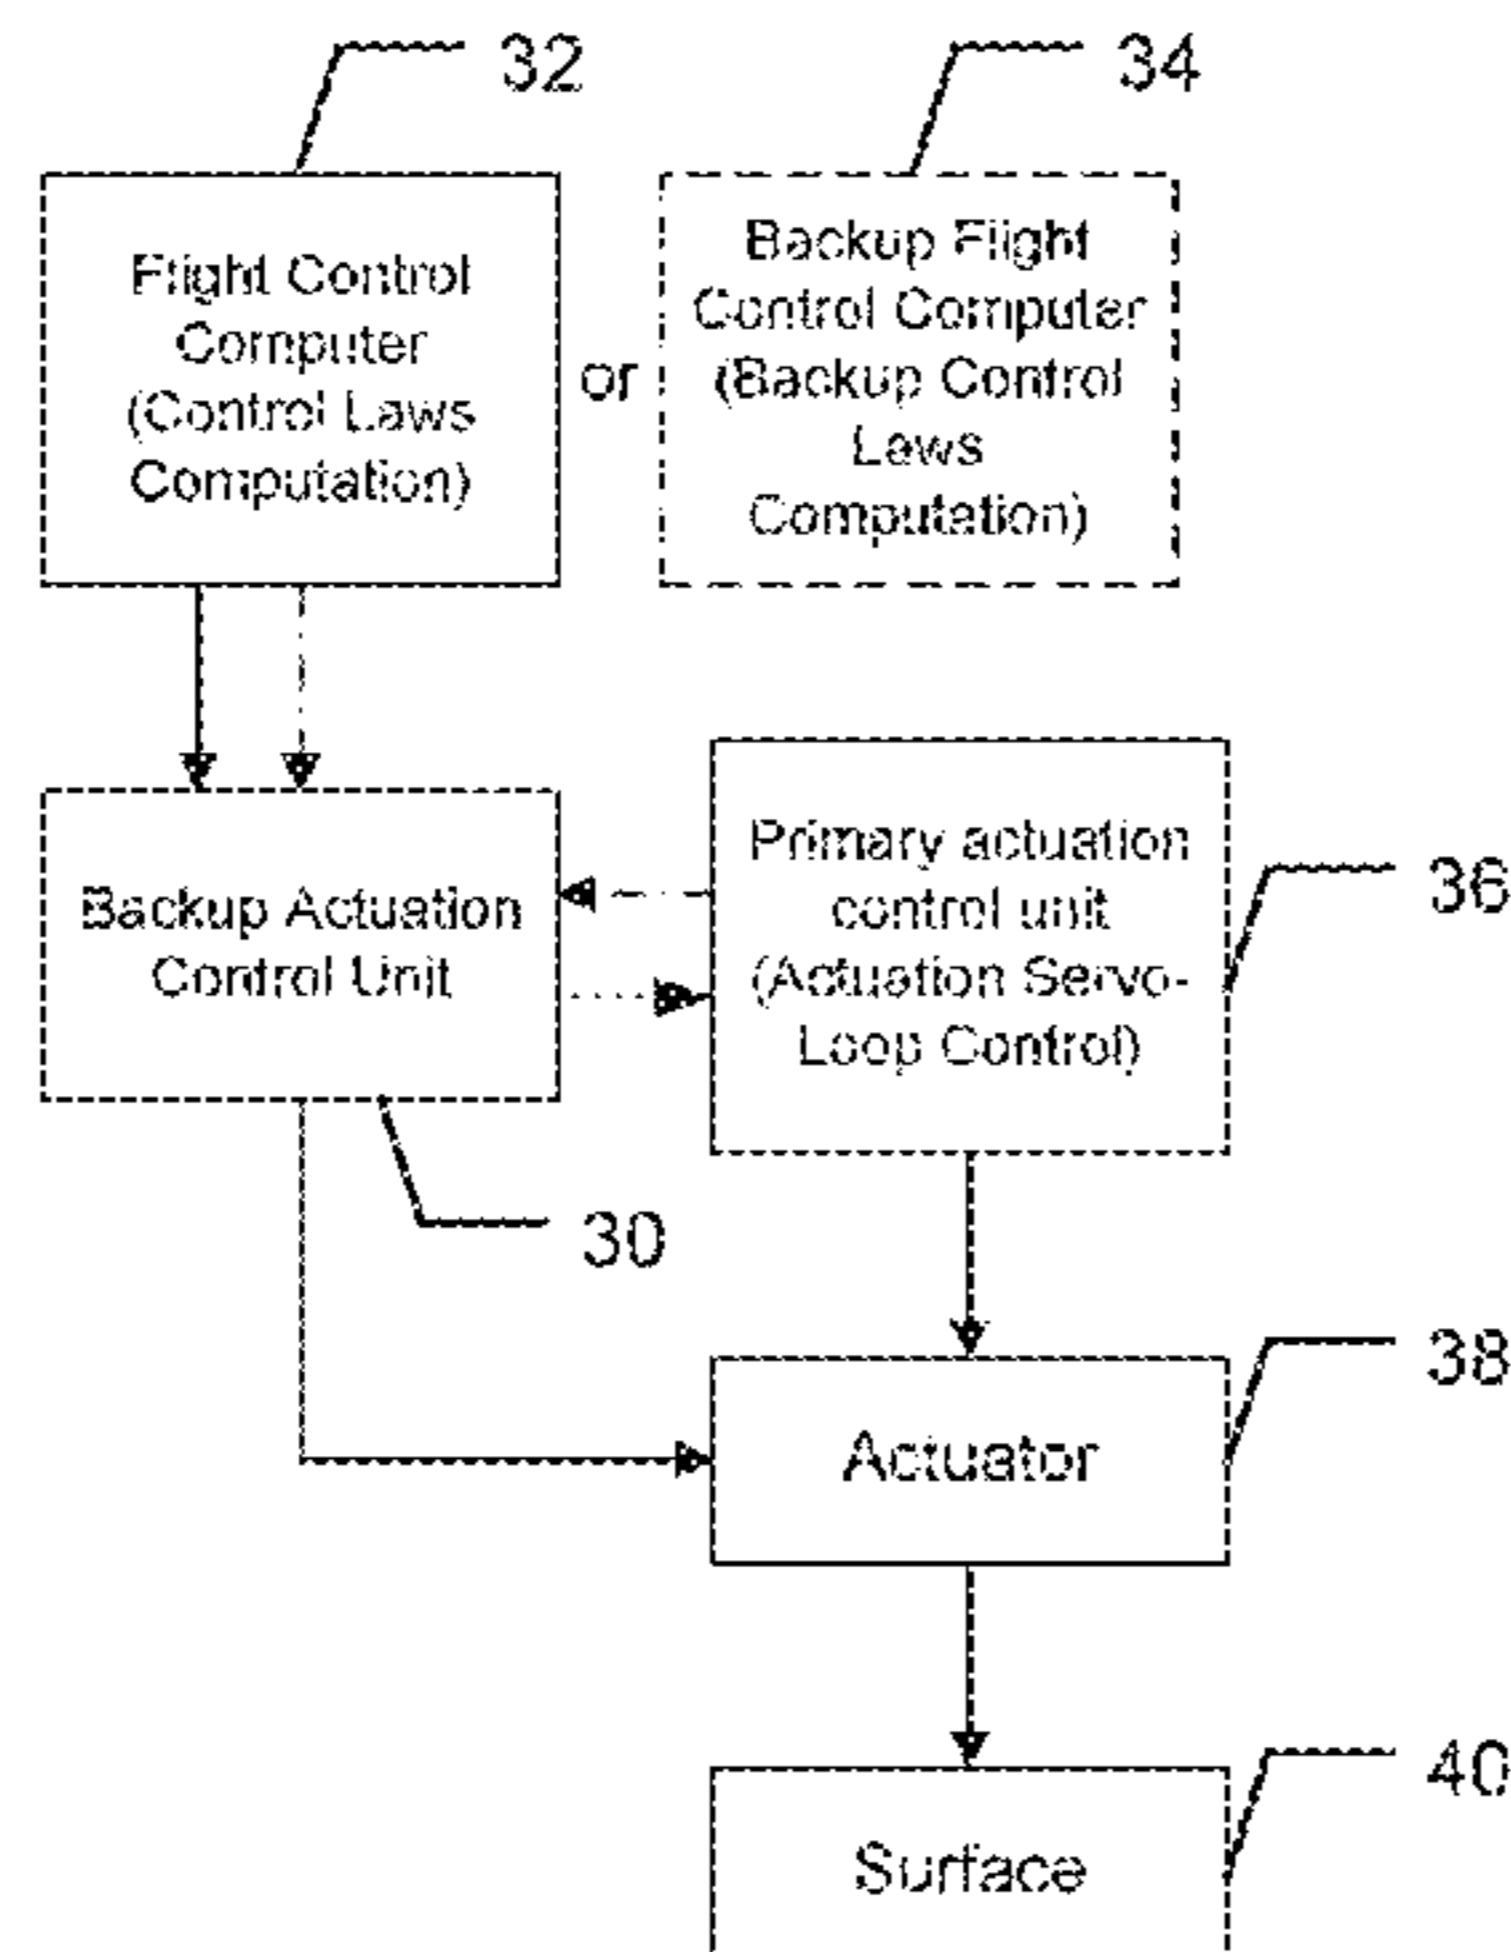 32
34
Flight Control
Computer
(Control Laws
Computation)
or
Backup Flight
Control Computer
(Backup Control
Laws
Computation)
Backup Actuation
Control Unit
Primary actuation
control unit
(Actuation Servo-
Loop Control)
36
30
Actuator
38
Surface
40